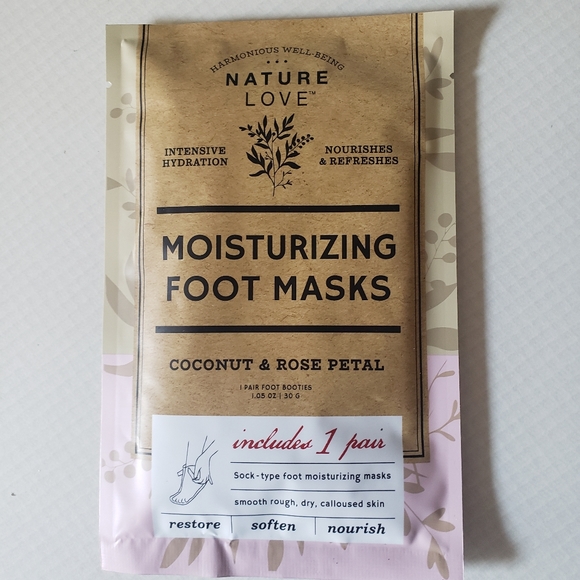 HARMONIOUS WELL-BEING
NATURE
LOVE™
INTENSIVE
HYDRATION
NOURISHES
& REFRESHES
MOISTURIZING
FOOT MASKS
COCONUT & ROSE PETAL
1 PAIR FOOT BOOTIES
1.05 OZ | 30 G
includes 1 pair
Sock-type foot moisturizing masks
smooth rough, dry, calloused skin
restore soften nourish